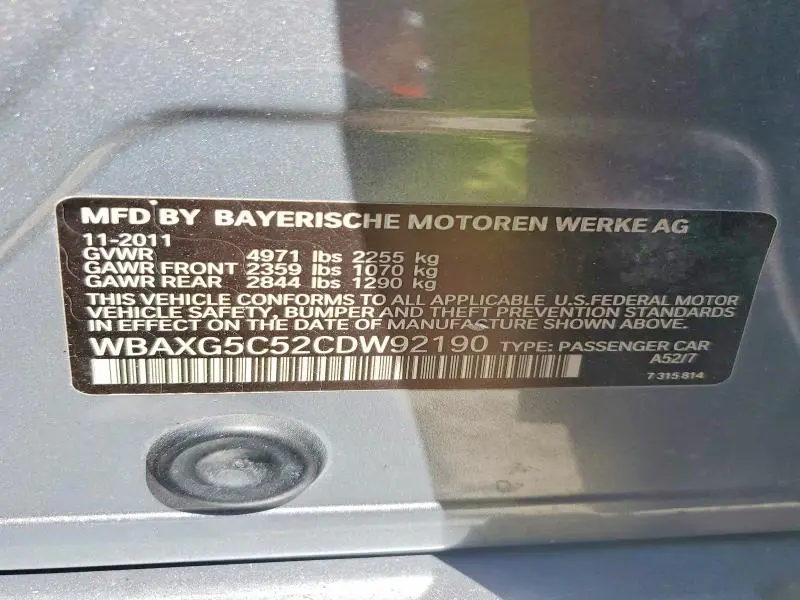 MFD BY BAYERISCHE MOTOREN WERKE AG
11-2011
GVWR 4971 lbs 2255 kg
GAWR FRONT 2359 lbs 1070 kg
GAWR REAR 2844 lbs 1290 kg
THIS VEHICLE CONFORMS TO ALL APPLICABLE U.S.FEDERAL MOTOR
VEHICLE SAFETY, BUMPER AND THEFT PREVENTION STANDARDS
IN EFFECT ON THE DATE OF MANUFACTURE SHOWN ABOVE.
WBAXG5C52CDW92190 TYPE: PASSENGER CAR
A52/7
7 315 814